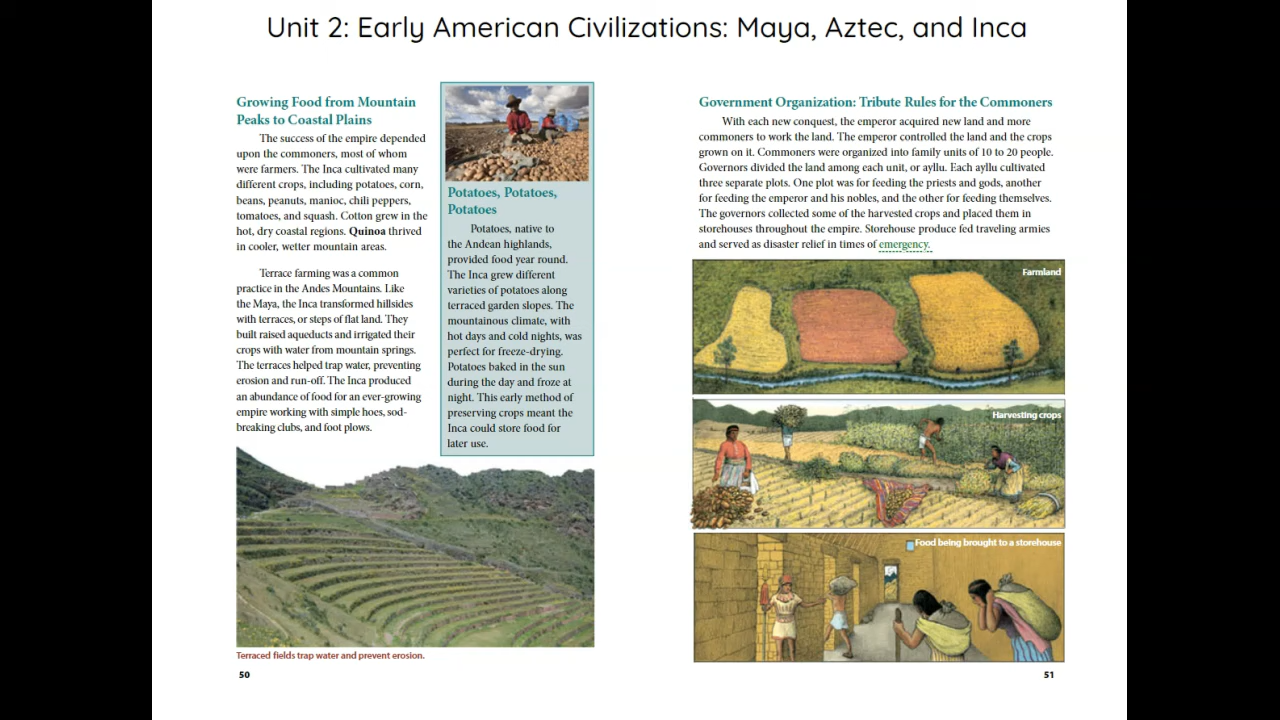 Unit 2: Early American Civilizations: Maya, Aztec, and Inca
Growing Food from Mountain
Peaks to Coastal Plains
The success of the empire depended
upon the commoners, most of whom
were farmers. The Inca cultivated many
different crops, including potatoes, corn,
beans, peanuts, manioc, chili peppers,
tomatoes, and squash. Cotton grew in the
hot, dry coastal regions. Quinoa thrived
in cooler, wetter mountain areas.
Terrace farming was a common
practice in the Andes Mountains. Like
the Maya, the Inca transformed hillsides
with terraces, or steps of flat land. They
built raised aqueducts and irrigated their
crops with water from mountain springs.
The terraces helped trap water, preventing
erosion and run-off. The Inca produced
an abundance of food for an ever-growing
empire working with simple hoes, sod-
breaking clubs, and foot plows.
Potatoes, Potatoes,
Potatoes
Potatoes, native to
the Andean highlands,
provided food year round.
The Inca grew different
varieties of potatoes along
terraced garden slopes. The
mountainous climate, with
hot days and cold nights, was
perfect for freeze-drying.
Potatoes baked in the sun
during the day and froze at
night. This early method of
preserving crops meant the
Inca could store food for
later use.
Terraced fields trap water and prevent erosion.
50
Government Organization: Tribute Rules for the Commoners
With each new conquest, the emperor acquired new land and more
commoners to work the land. The emperor controlled the land and the crops
grown on it. Commoners were organized into family units of 10 to 20 people.
Governors divided the land among each unit, or ayllu. Each ayllu cultivated
three separate plots. One plot was for feeding the priests and gods, another
for feeding the emperor and his nobles, and the other for feeding themselves.
The governors collected some of the harvested crops and placed them in
storehouses throughout the empire. Storehouse produce fed traveling armies
and served as disaster relief in times of emergency.
Farmland
Harvesting crops
Food being brought to a storehouse
51